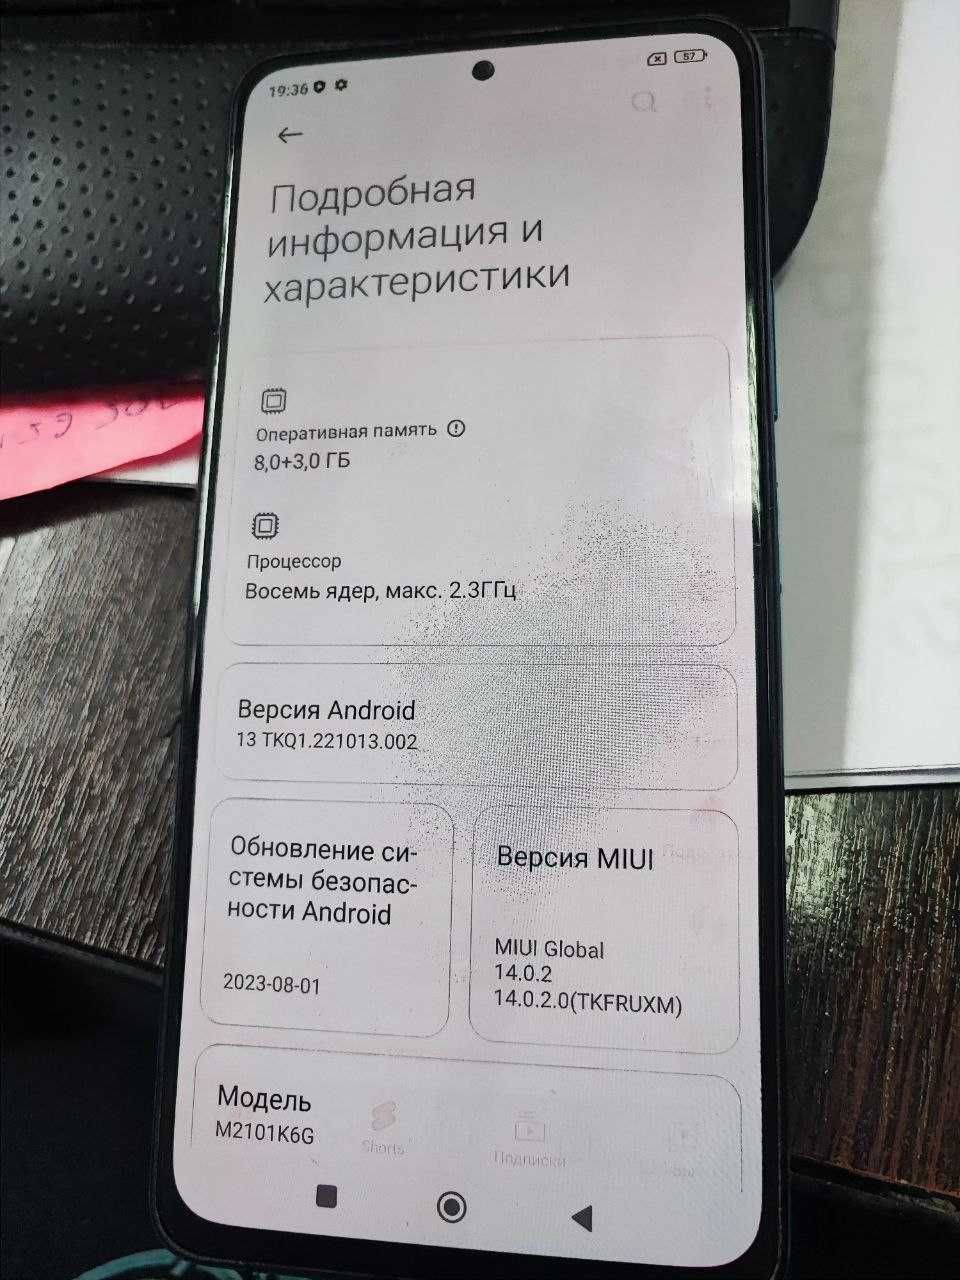 19:36
57
Подробная
информация и
характеристики
Оперативная память
8,0+3,0 ГБ
Процессор
Восемь ядер, макс. 2.3ГГц
Версия Android
13 TKQ1.221013.002
Обновление си-
стемы безопас-
ности Android
2023-08-01
Версия MIUI
MIUI Global
14.0.2
14.0.2.0(TKFRUXM)
Модель
M2101K6G
Shorts
Подписки